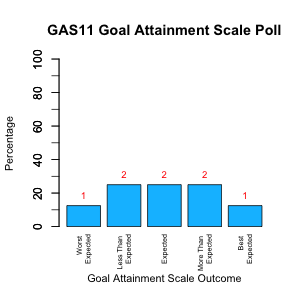 GAS11 Goal Attainment Scale Poll
Percentage
100
80
60
40
20
0
1
2
2
2
1
Worst
Expected
Less Than
Expected
Expected
More Than
Expected
Best
Expected
Goal Attainment Scale Outcome